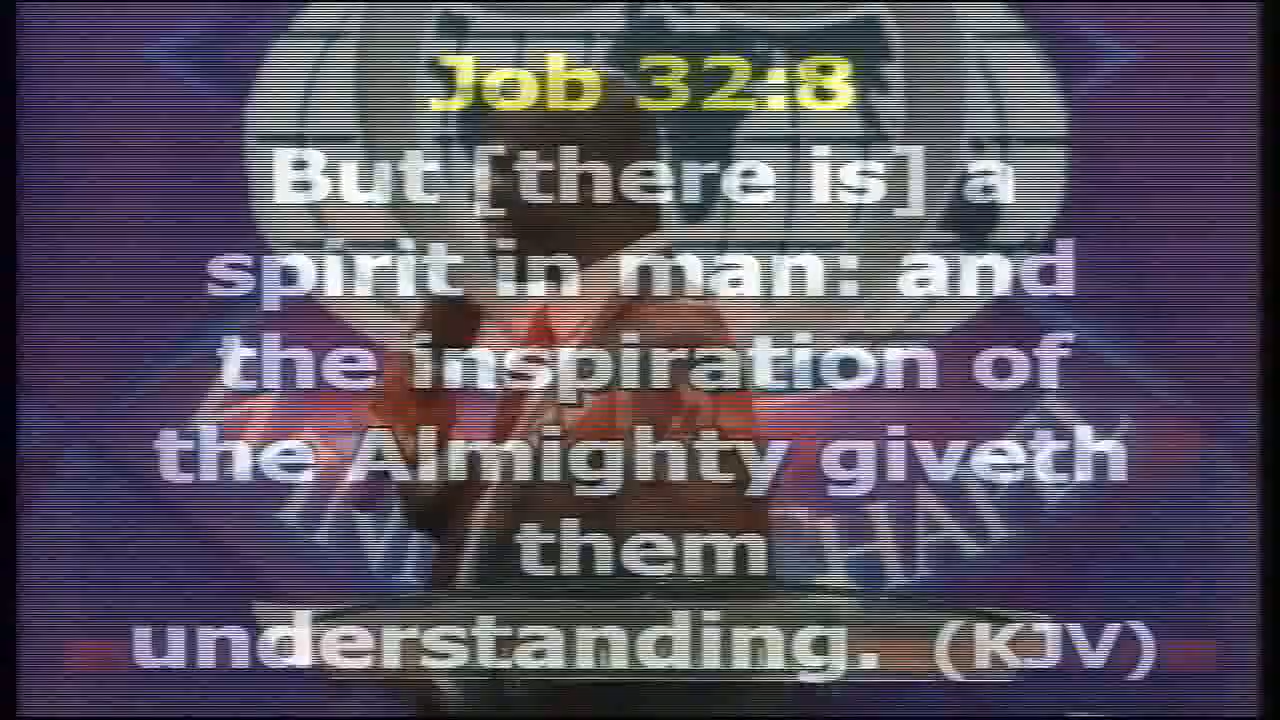 Job 32:8
But [there is] a
spirit in man: and
the inspiration of
the Almighty giveth
them
understanding. (KJV)